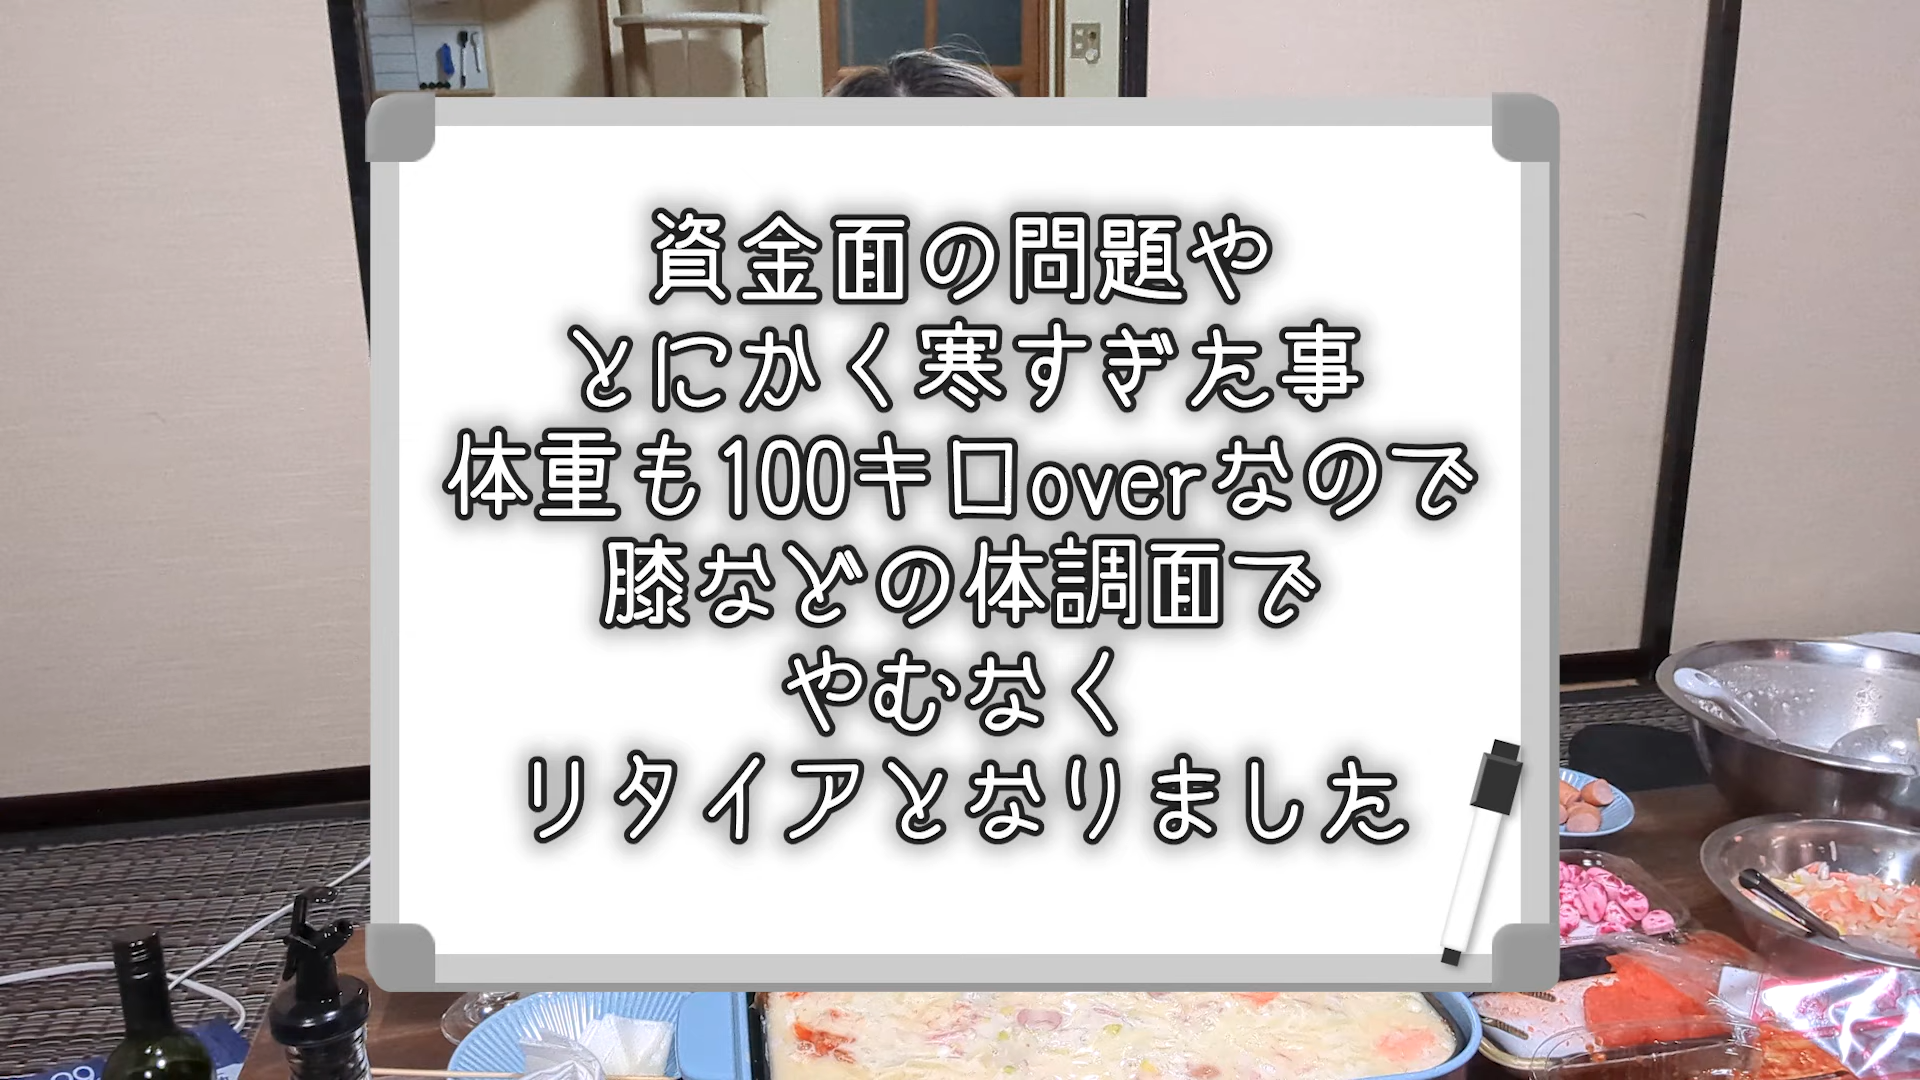 資金面の問題や
とにかく寒すぎた事
体重も100キロoverなので
膝などの体調面で
やむなく
リタイアとなりました